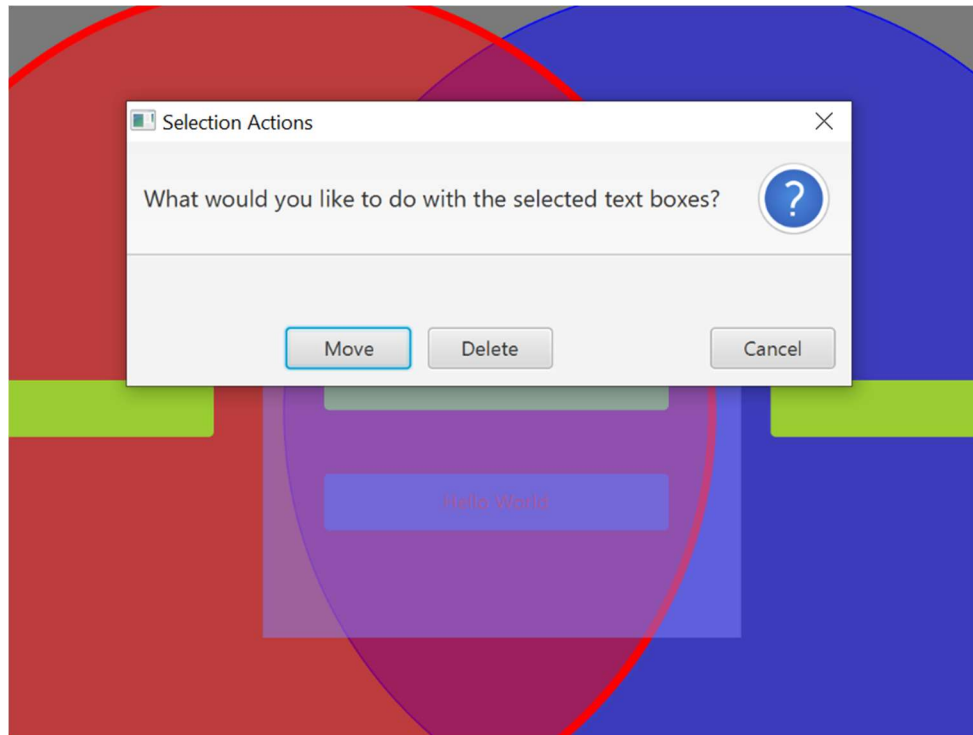 Selection Actions
What would you like to do with the selected text boxes?
?
Move
Delete
Cancel
Hello World